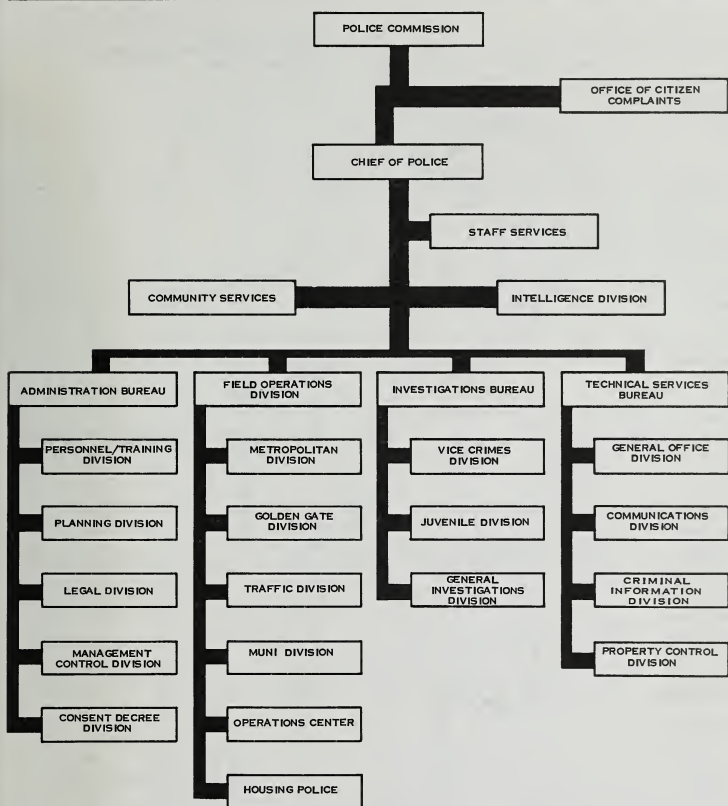 POLICE COMMISSION
OFFICE OF CITIZEN
COMPLAINTS
CHIEF OF POLICE
STAFF SERVICES
COMMUNITY SERVICES
INTELLIGENCE DIVISION
ADMINISTRATION BUREAU
PERSONNEL/TRAINING
DIVISION
PLANNING DIVISION
LEGAL DIVISION
MANAGEMENT
CONTROL DIVISION
CONSENT DECREE
DIVISION
FIELD OPERATIONS
DIVISION
METROPOLITAN
DIVISION
GOLDEN GATE
DIVISION
TRAFFIC DIVISION
MUNI DIVISION
OPERATIONS CENTER
HOUSING POLICE
INVESTIGATIONS BUREAU
VICE CRIMES
DIVISION
JUVENILE DIVISION
GENERAL
INVESTIGATIONS
DIVISION
TECHNICAL SERVICES
BUREAU
GENERAL OFFICE
DIVISION
COMMUNICATIONS
DIVISION
CRIMINAL
INFORMATION
DIVISION
PROPERTY CONTROL
DIVISION